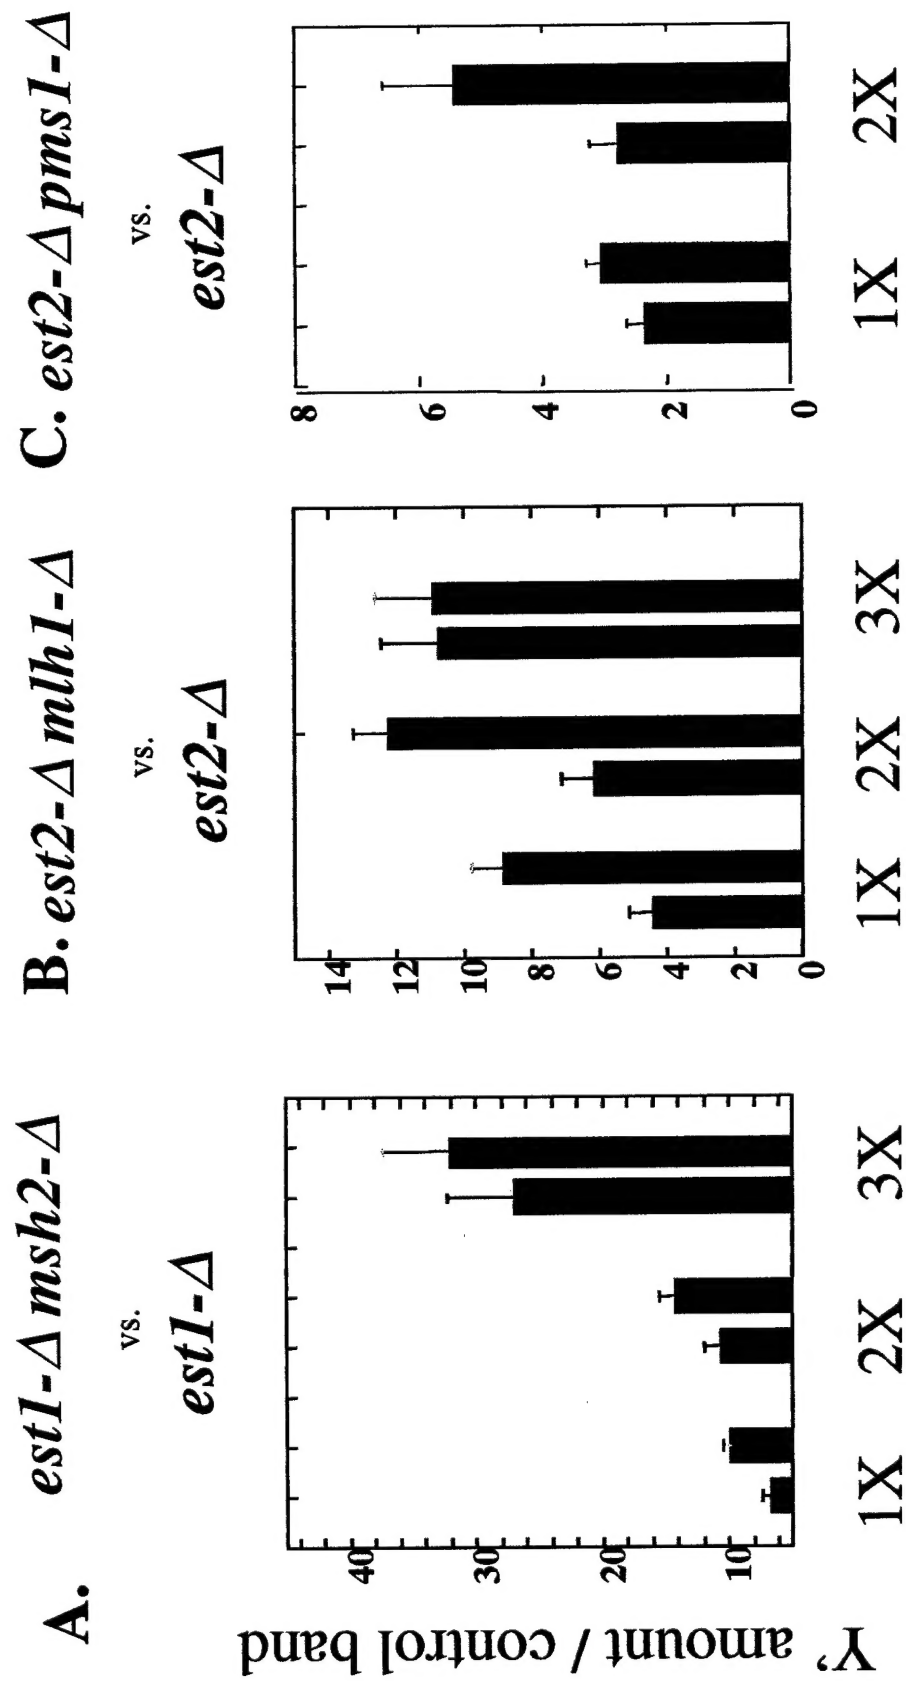 A.
est1-Δ msh2-Δ
vs.
est1-Δ
Y' amount / control band
40
30
20
10
1X 2X 3X
B. est2-Δ mlh1-Δ
vs.
est2-Δ
14
12
10
8
6
4
2
0
1X 2X 3X
C. est2-Δ pms1-Δ
vs.
est2-Δ
8
6
4
2
0
1X 2X